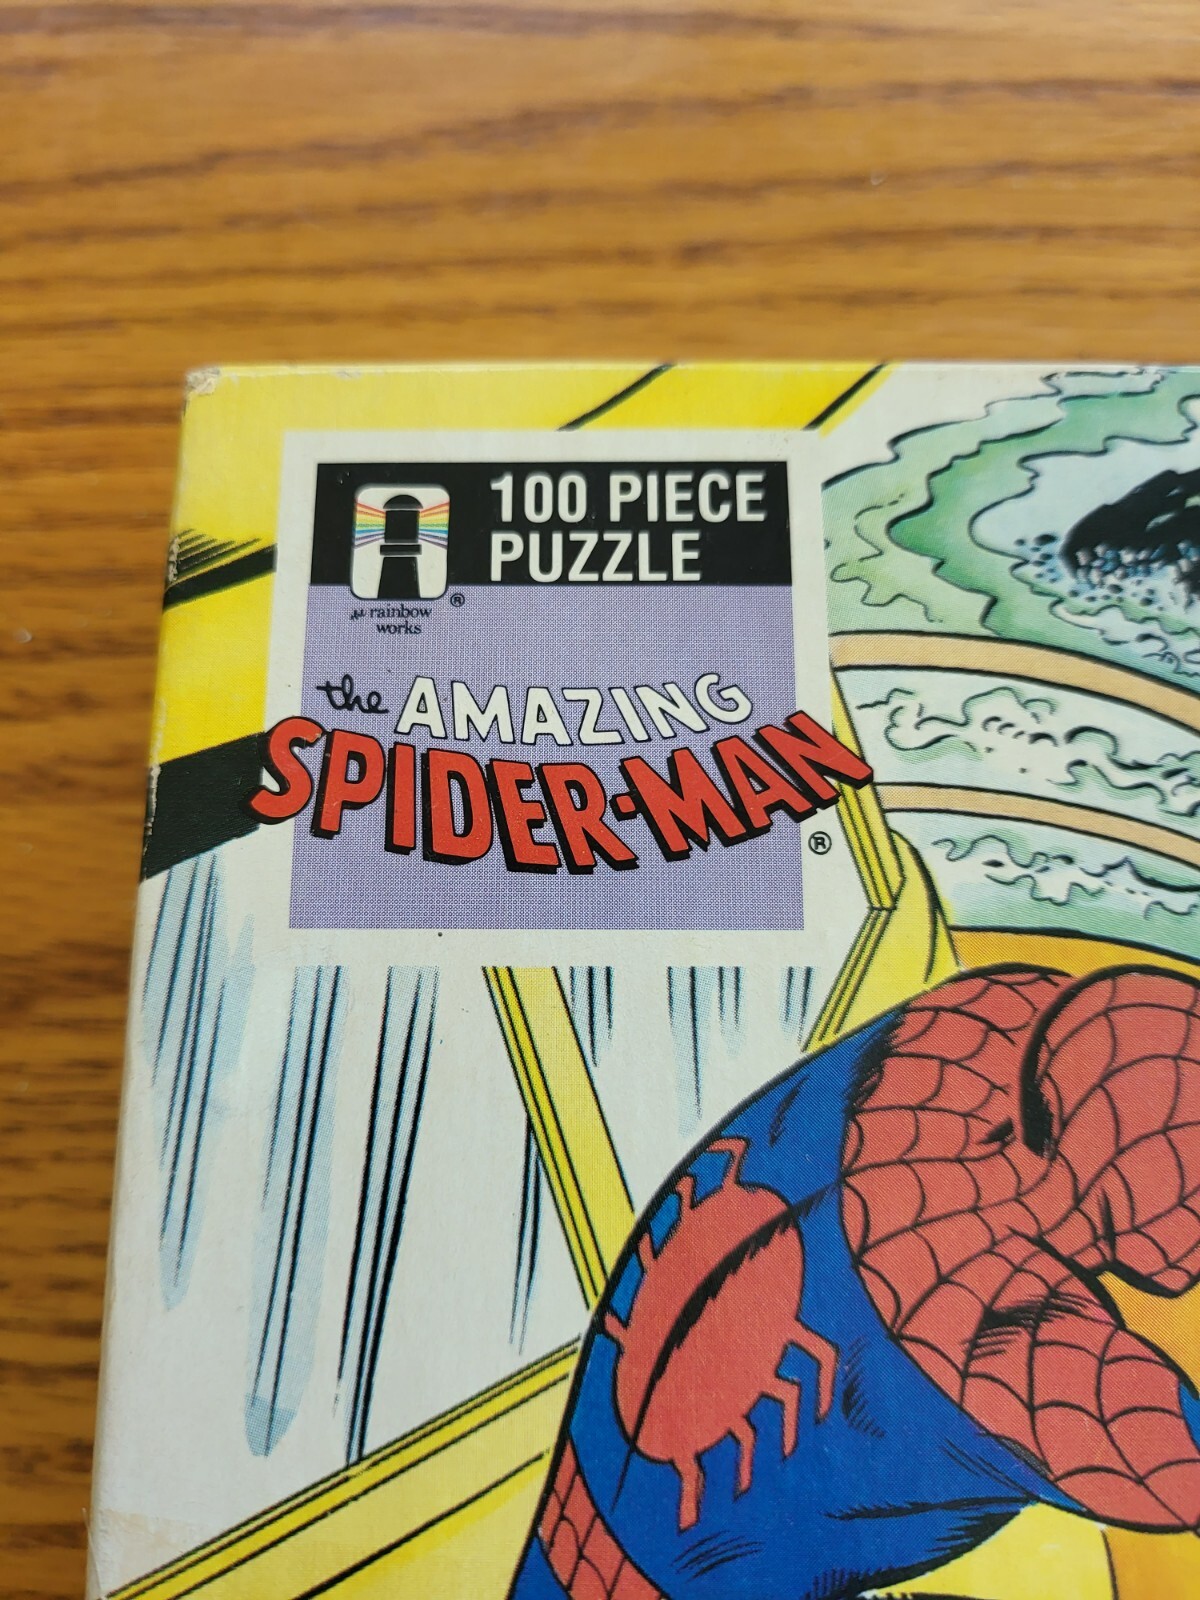 100 PIECE
PUZZLE
rainbow
works ®
the AMAZING
SPIDER-MAN ®